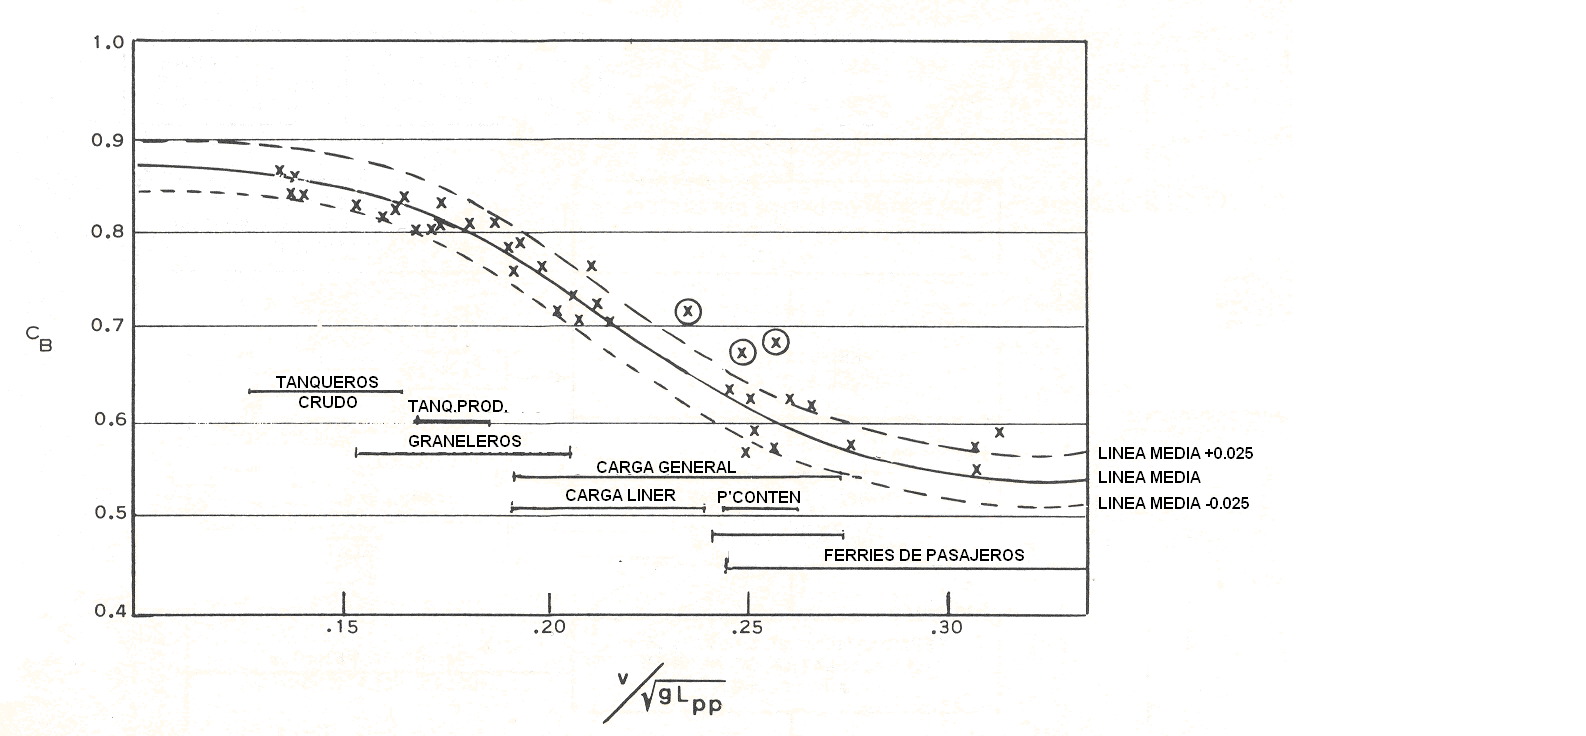 1.0
0.9
0.8
0.7
C B
TANQUEROS
CRUDO
TANQ.PROD.
0.6
GRANELEROS
LINEA MEDIA +0.025
CARGA GENERAL
LINEA MEDIA
CARGA LINER
P'CONTEN
LINEA MEDIA -0.025
0.5
FERRIES DE PASAJEROS
0.4
.15
.20
.25
.30
v/√gLpp